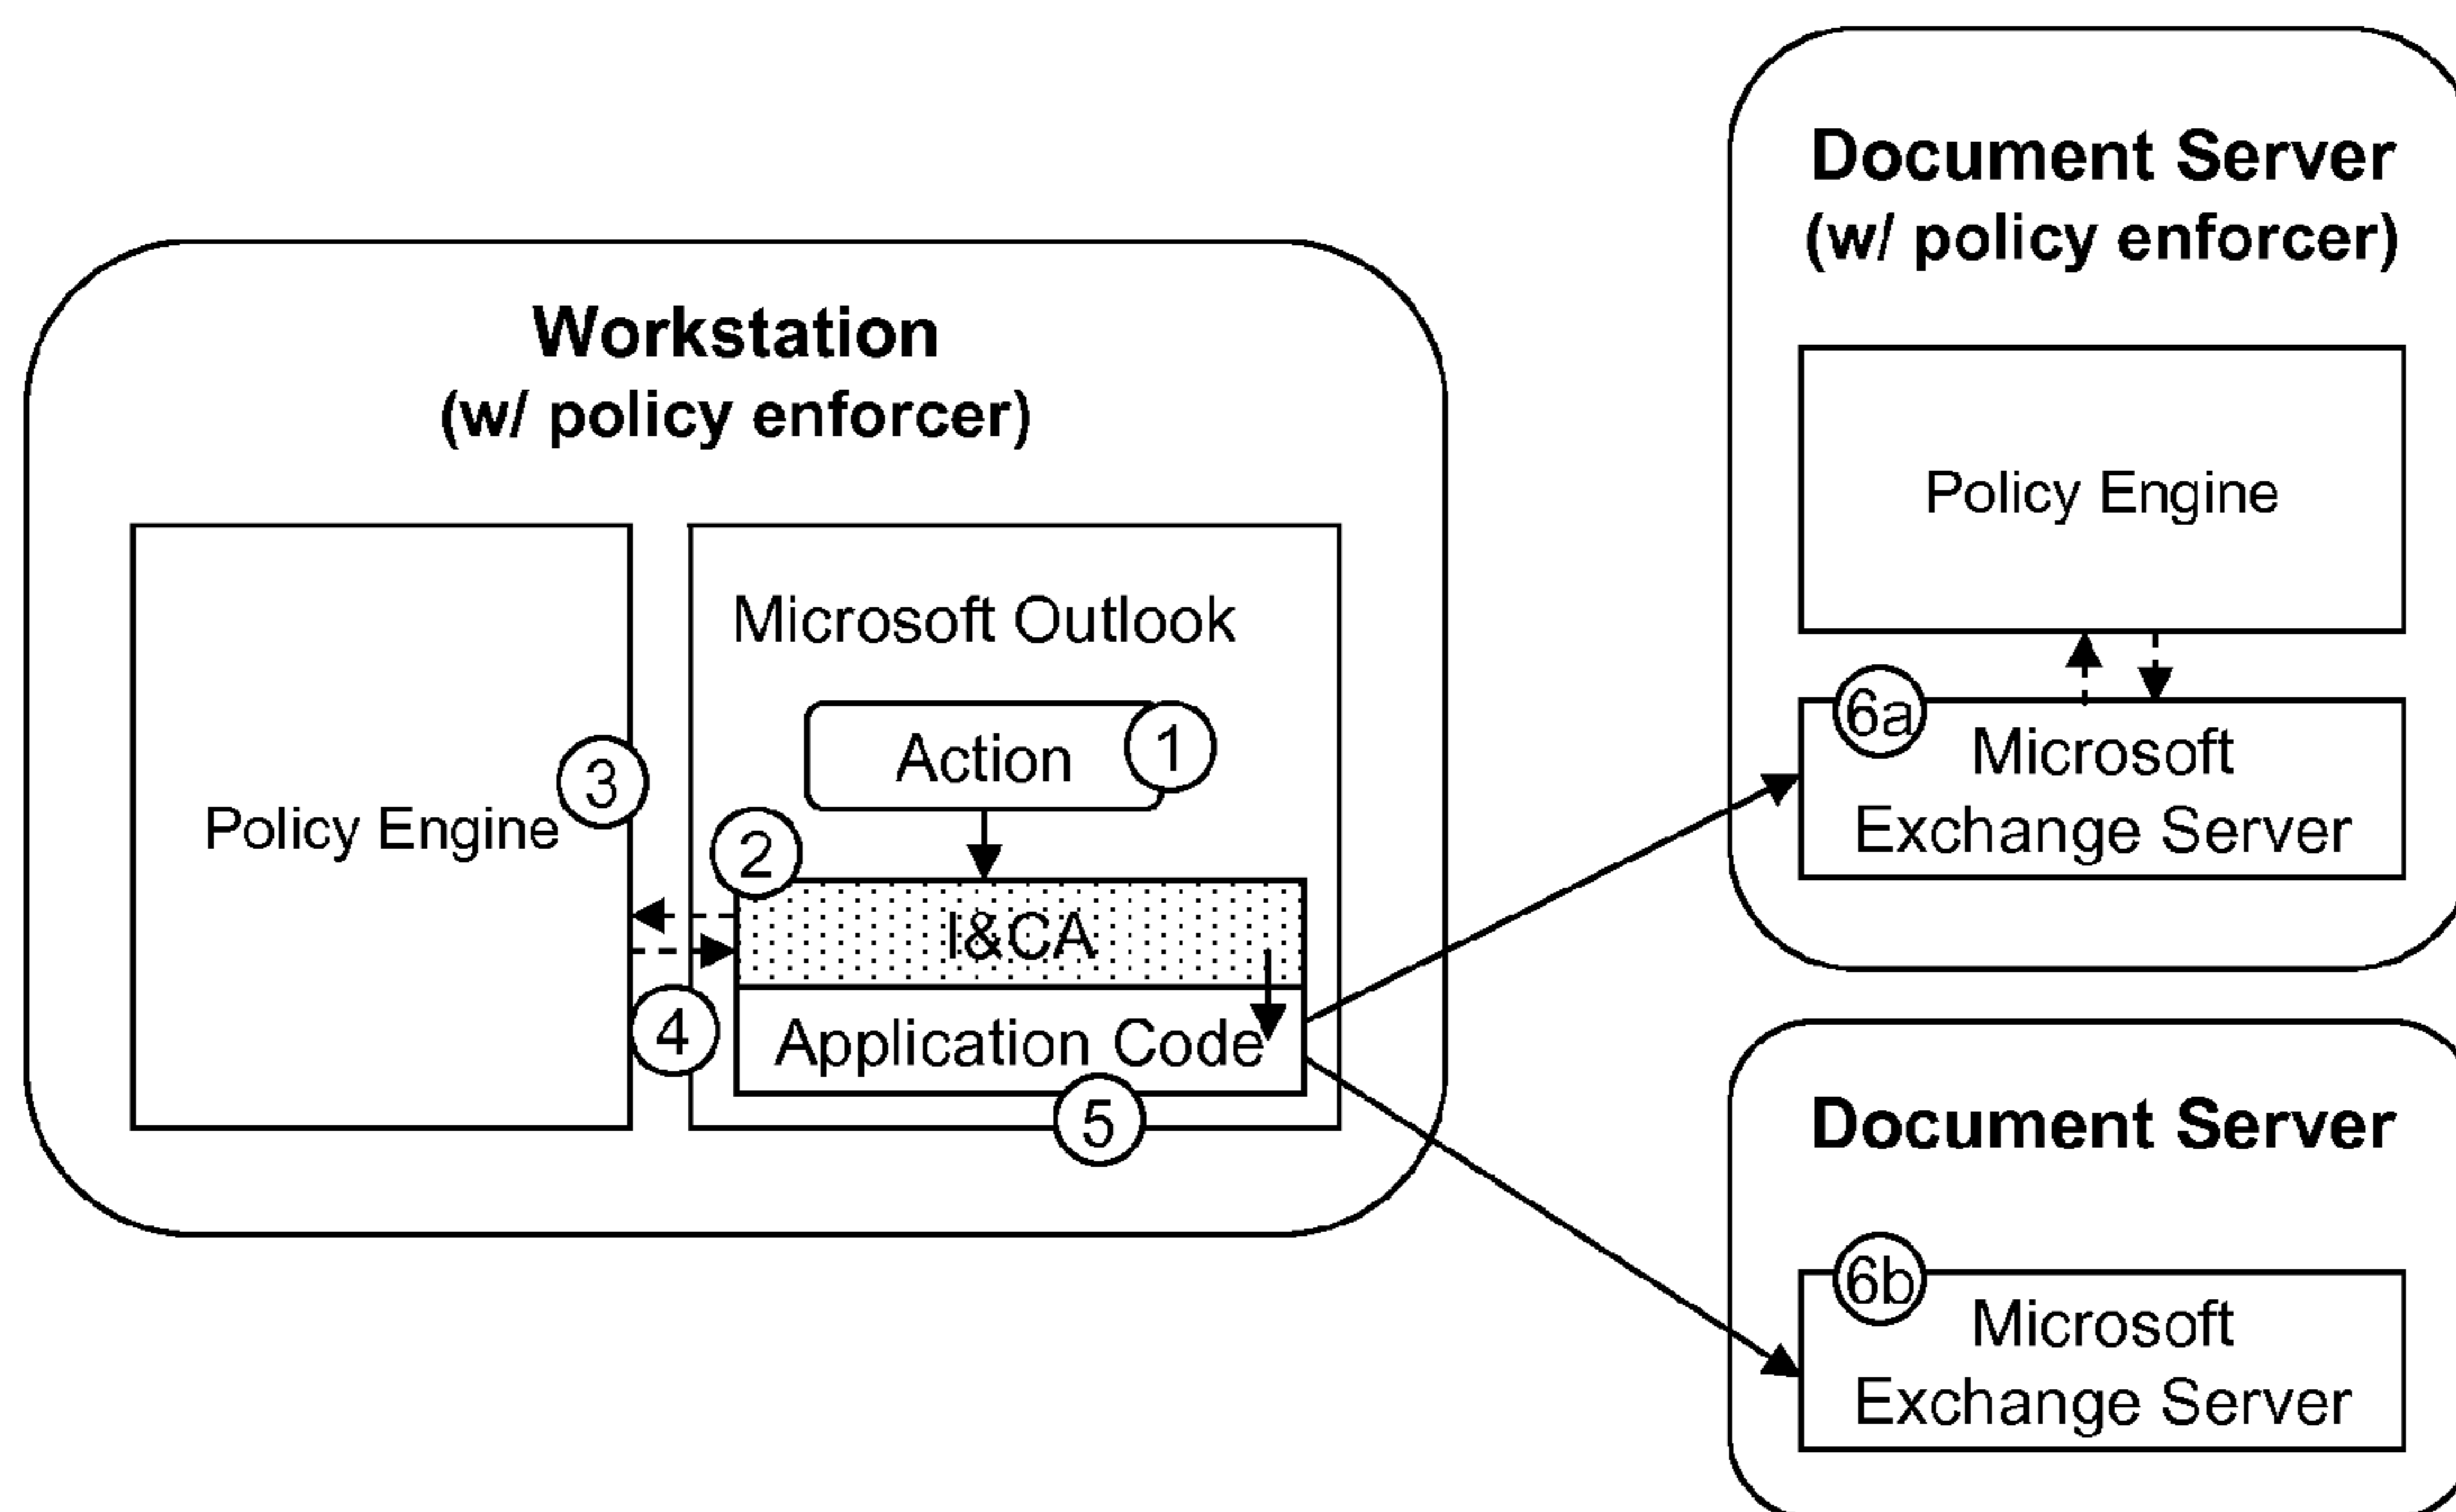 Workstation
(w/ policy enforcer)
Policy Engine
3
Microsoft Outlook
Action
1
2
I&CA
4
Application Code
5
Document Server
(w/ policy enforcer)
Policy Engine
6a
Microsoft
Exchange Server
Document Server
6b
Microsoft
Exchange Server